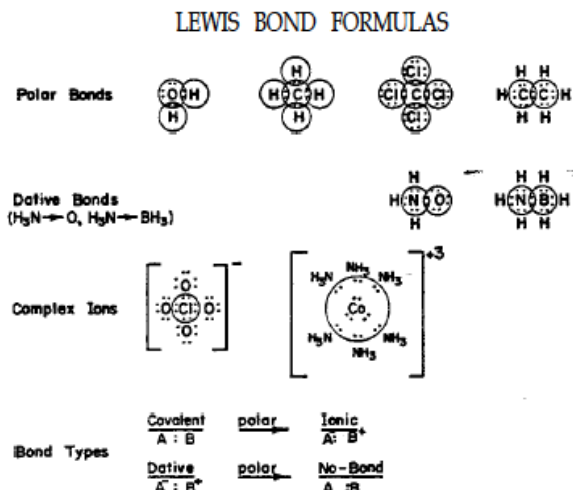 LEWIS BOND FORMULAS
Polar Bonds
:O: H
H
H
H C H
H
:Cl:
:Cl C Cl:
:Cl:
H H
H:C:C:H
H H
Dative Bonds
(H₃N→O, H₃N→BH₃)
H
H:N:O:
H
H H
H:N:B:H
H H
Complex Ions
[ ]⁻
:O:
:O:Cl:O:
:O:
[ ]⁺³
H₃N NH₃ NH₃
Co
H₃N NH₃ NH₃
Bond Types
Covalent polar Ionic
A : B → A⁻: B⁺
Dative polar No-Bond
A⁻: B⁺ → A :B